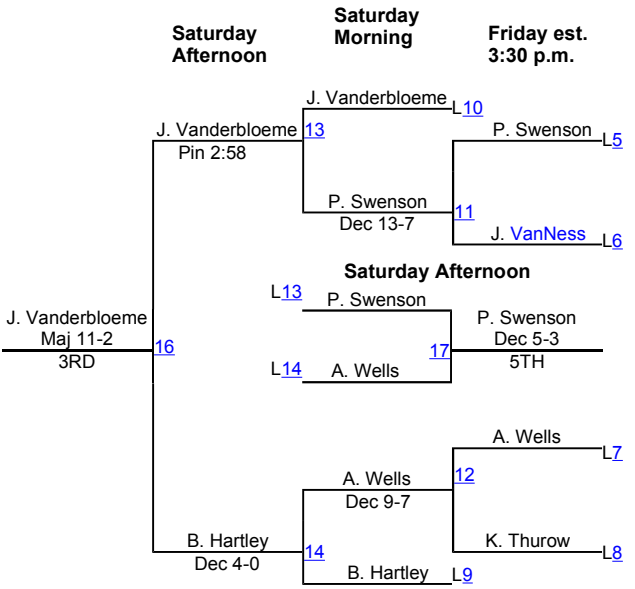 Saturday
Afternoon
Saturday
Morning
Friday est.
3:30 p.m.
J. Vanderbloeme
L10
J. Vanderbloeme
13
Pin 2:58
P. Swenson
L5
P. Swenson
11
Dec 13-7
J. VanNess
L6
Saturday Afternoon
L13
P. Swenson
J. Vanderbloeme
Maj 11-2
3RD
16
17
P. Swenson
Dec 5-3
5TH
L14
A. Wells
A. Wells
L7
A. Wells
12
Dec 9-7
B. Hartley
14
Dec 4-0
K. Thurow
L8
B. Hartley
L9